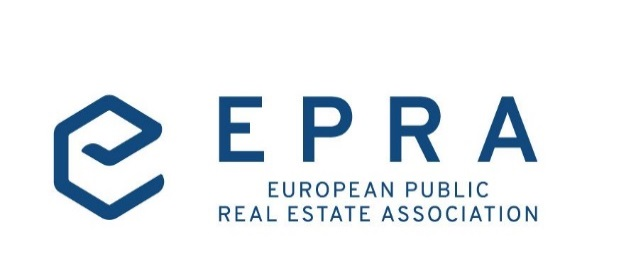 EPRA
EUROPEAN PUBLIC
REAL ESTATE ASSOCIATION